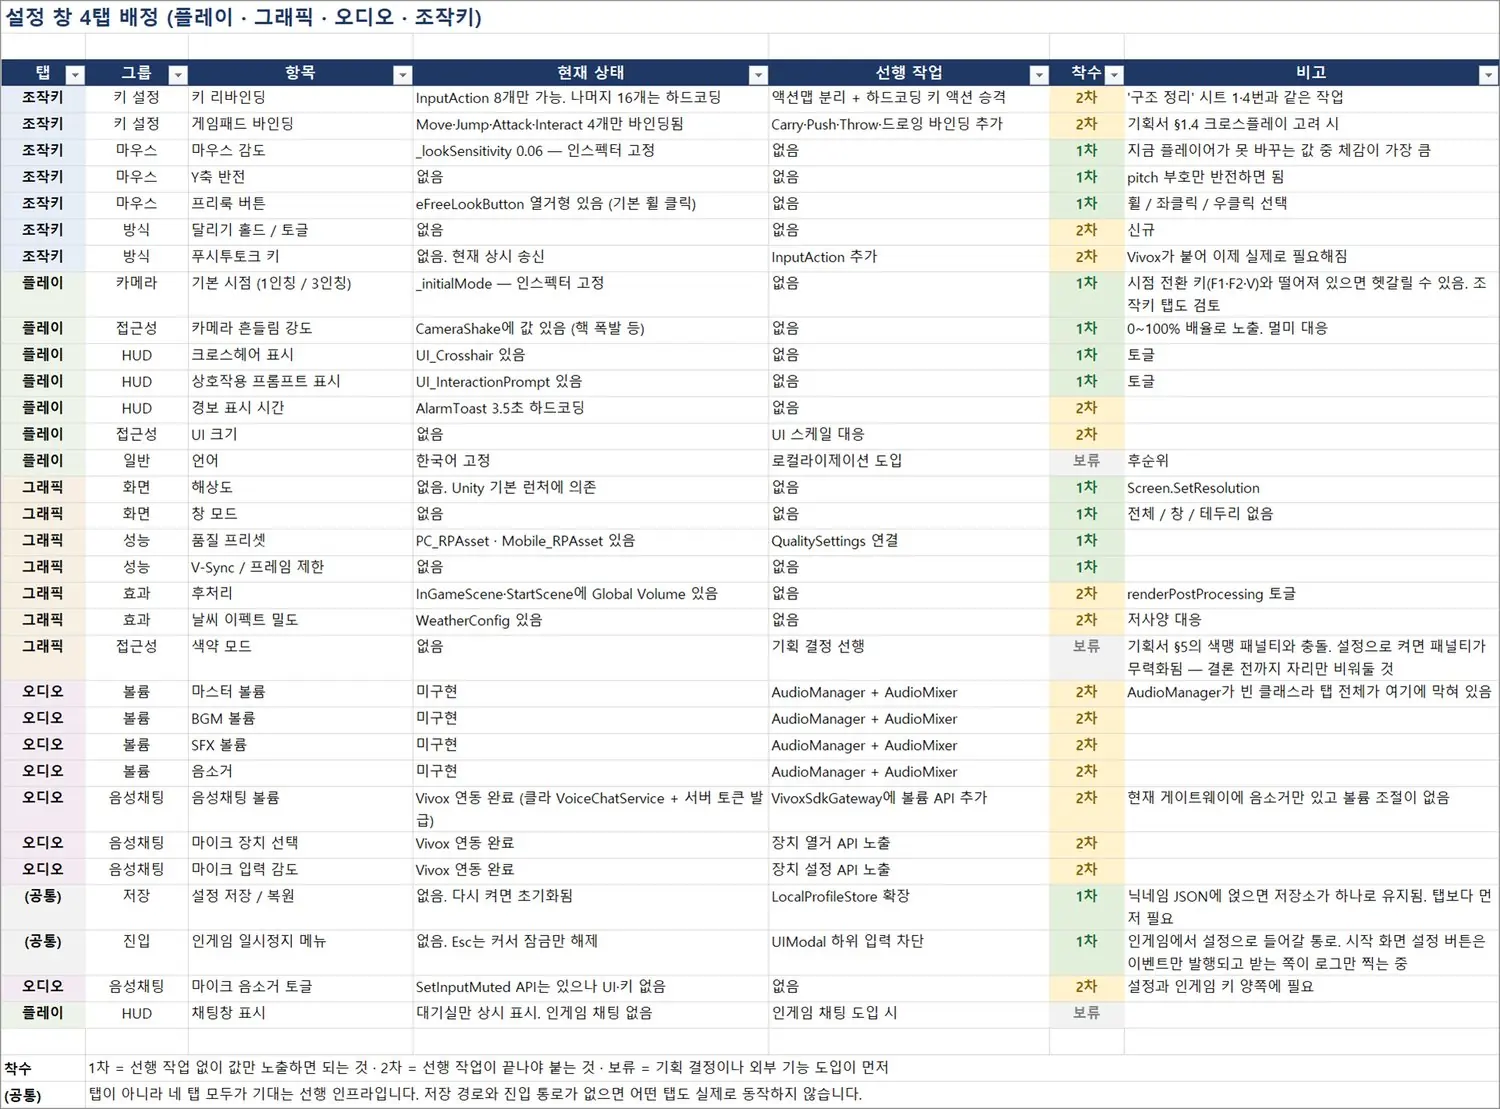 설정 창 4탭 배정 (플레이 · 그래픽 · 오디오 · 조작키)
탭 그룹 항목 현재 상태 선행 작업 착수 비고
조작키 키 설정 키 리바인딩 InputAction 8개만 가능. 나머지 16개는 하드코딩 액션맵 분리 + 하드코딩 키 액션 승격 2차 '구조 정리' 시트 1·4번과 같은 작업
조작키 키 설정 게임패드 바인딩 Move·Jump·Attack·Interact 4개만 바인딩됨 Carry·Push·Throw·드로잉 바인딩 추가 2차 기획서 §1.4 크로스플레이 고려 시
조작키 마우스 마우스 감도 _lookSensitivity 0.06 — 인스펙터 고정 없음 1차 지금 플레이어가 못 바꾸는 값 중 체감이 가장 큼
조작키 마우스 Y축 반전 없음 없음 1차 pitch 부호만 반전하면 됨
조작키 마우스 프리룩 버튼 eFreeLookButton 열거형 있음 (기본 휠 클릭) 없음 1차 휠 / 좌클릭 / 우클릭 선택
조작키 방식 달리기 홀드 / 토글 없음 없음 2차 신규
조작키 방식 푸시투토크 키 없음. 현재 상시 송신 InputAction 추가 2차 Vivox가 붙어 이제 실제로 필요해짐
플레이 카메라 기본 시점 (1인칭 / 3인칭) _initialMode — 인스펙터 고정 없음 1차 시점 전환 키(F1·F2·V)와 떨어져 있으면 헷갈릴 수 있음. 조
작키 탭도 검토
플레이 접근성 카메라 흔들림 강도 CameraShake에 값 있음 (핵 폭발 등) 없음 1차 0~100% 배율로 노출. 멀미 대응
플레이 HUD 크로스헤어 표시 UI_Crosshair 있음 없음 1차 토글
플레이 HUD 상호작용 프롬프트 표시 UI_InteractionPrompt 있음 없음 1차 토글
플레이 HUD 경보 표시 시간 AlarmToast 3.5초 하드코딩 없음 2차
플레이 접근성 UI 크기 없음 UI 스케일 대응 2차
플레이 일반 언어 한국어 고정 로컬라이제이션 도입 보류 후순위
그래픽 화면 해상도 없음. Unity 기본 런처에 의존 없음 1차 Screen.SetResolution
그래픽 화면 창 모드 없음 없음 1차 전체 / 창 / 테두리 없음
그래픽 성능 품질 프리셋 PC_RPAsset · Mobile_RPAsset 있음 QualitySettings 연결 1차
그래픽 성능 V-Sync / 프레임 제한 없음 없음 1차
그래픽 효과 후처리 InGameScene·StartScene에 Global Volume 있음 없음 2차 renderPostProcessing 토글
그래픽 효과 날씨 이펙트 밀도 WeatherConfig 있음 없음 2차 저사양 대응
그래픽 접근성 색약 모드 없음 기획 결정 선행 보류 기획서 §5의 색맹 패널티와 충돌. 설정으로 켜면 패널티가
무력화됨 — 결론 전까지 자리만 비워둘 것
오디오 볼륨 마스터 볼륨 미구현 AudioManager + AudioMixer 2차 AudioManager가 빈 클래스라 탭 전체가 여기에 막혀 있음
오디오 볼륨 BGM 볼륨 미구현 AudioManager + AudioMixer 2차
오디오 볼륨 SFX 볼륨 미구현 AudioManager + AudioMixer 2차
오디오 볼륨 음소거 미구현 AudioManager + AudioMixer 2차
오디오 음성채팅 음성채팅 볼륨 Vivox 연동 완료 (클라 VoiceChatService + 서버 토큰 발 VivoxSdkGateway에 볼륨 API 추가 2차 현재 게이트웨이에 음소거만 있고 볼륨 조절이 없음
급)
오디오 음성채팅 마이크 장치 선택 Vivox 연동 완료 장치 열거 API 노출 2차
오디오 음성채팅 마이크 입력 감도 Vivox 연동 완료 장치 설정 API 노출 2차
(공통) 저장 설정 저장 / 복원 없음. 다시 켜면 초기화됨 LocalProfileStore 확장 1차 닉네임 JSON에 얹으면 저장소가 하나로 유지됨. 탭보다 먼
저 필요
(공통) 진입 인게임 일시정지 메뉴 없음. Esc는 커서 잠금만 해제 UIModal 하위 입력 차단 1차 인게임에서 설정으로 들어갈 통로. 시작 화면 설정 버튼은
이벤트만 발행되고 받는 쪽이 로그만 찍는 중
오디오 음성채팅 마이크 음소거 토글 SetInputMuted API는 있으나 UI·키 없음 없음 2차 설정과 인게임 키 양쪽에 필요
플레이 HUD 채팅창 표시 대기실만 상시 표시. 인게임 채팅 없음 인게임 채팅 도입 시 보류
착수 1차 = 선행 작업 없이 값만 노출하면 되는 것 · 2차 = 선행 작업이 끝나야 붙는 것 · 보류 = 기획 결정이나 외부 기능 도입이 먼저
(공통) 탭이 아니라 네 탭 모두가 기대는 선행 인프라입니다. 저장 경로와 진입 통로가 없으면 어떤 탭도 실제로 동작하지 않습니다.